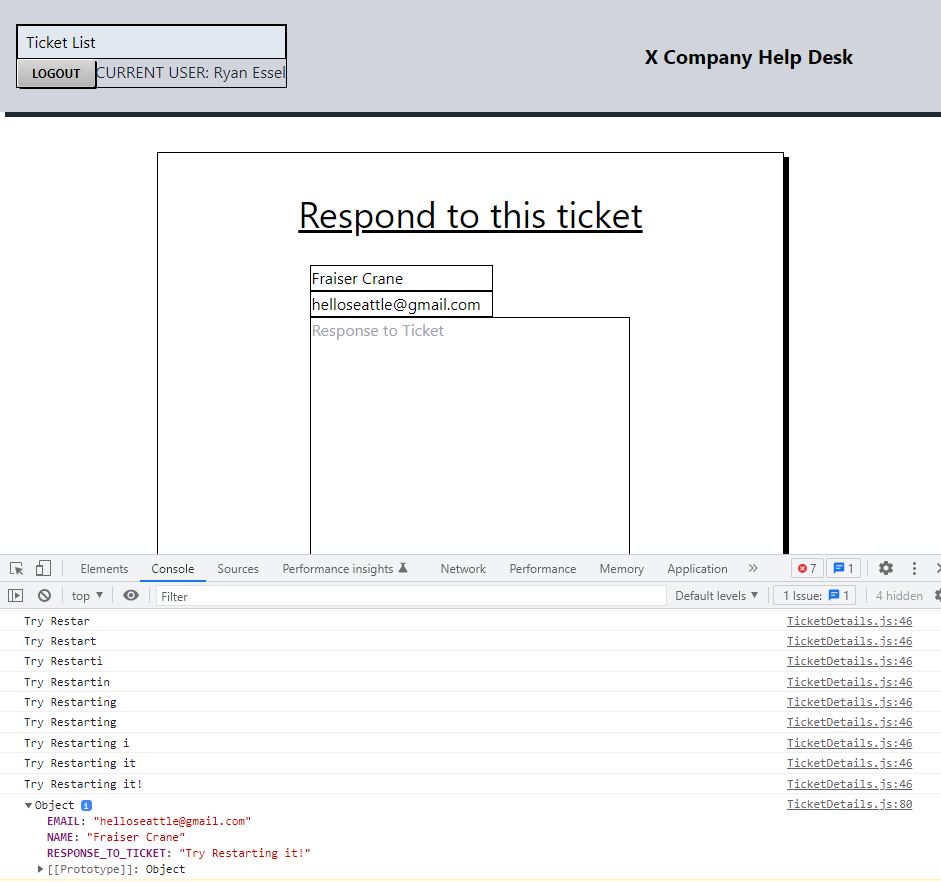 Ticket List
LOGOUT CURRENT USER: Ryan Essel
X Company Help Desk
Respond to this ticket
Fraiser Crane
helloseattle@gmail.com
Response to Ticket
Elements Console Sources Performance insights Network Performance Memory Application » 7 1
top ▼ Filter Default levels ▼ 1 Issue: 1 4 hidden
Try Restar TicketDetails.js:46
Try Restart TicketDetails.js:46
Try Restarti TicketDetails.js:46
Try Restartin TicketDetails.js:46
Try Restarting TicketDetails.js:46
Try Restarting TicketDetails.js:46
Try Restarting i TicketDetails.js:46
Try Restarting it TicketDetails.js:46
Try Restarting it! TicketDetails.js:46
▼Object i TicketDetails.js:80
EMAIL: "helloseattle@gmail.com"
NAME: "Fraiser Crane"
RESPONSE_TO_TICKET: "Try Restarting it!"
▶[[Prototype]]: Object